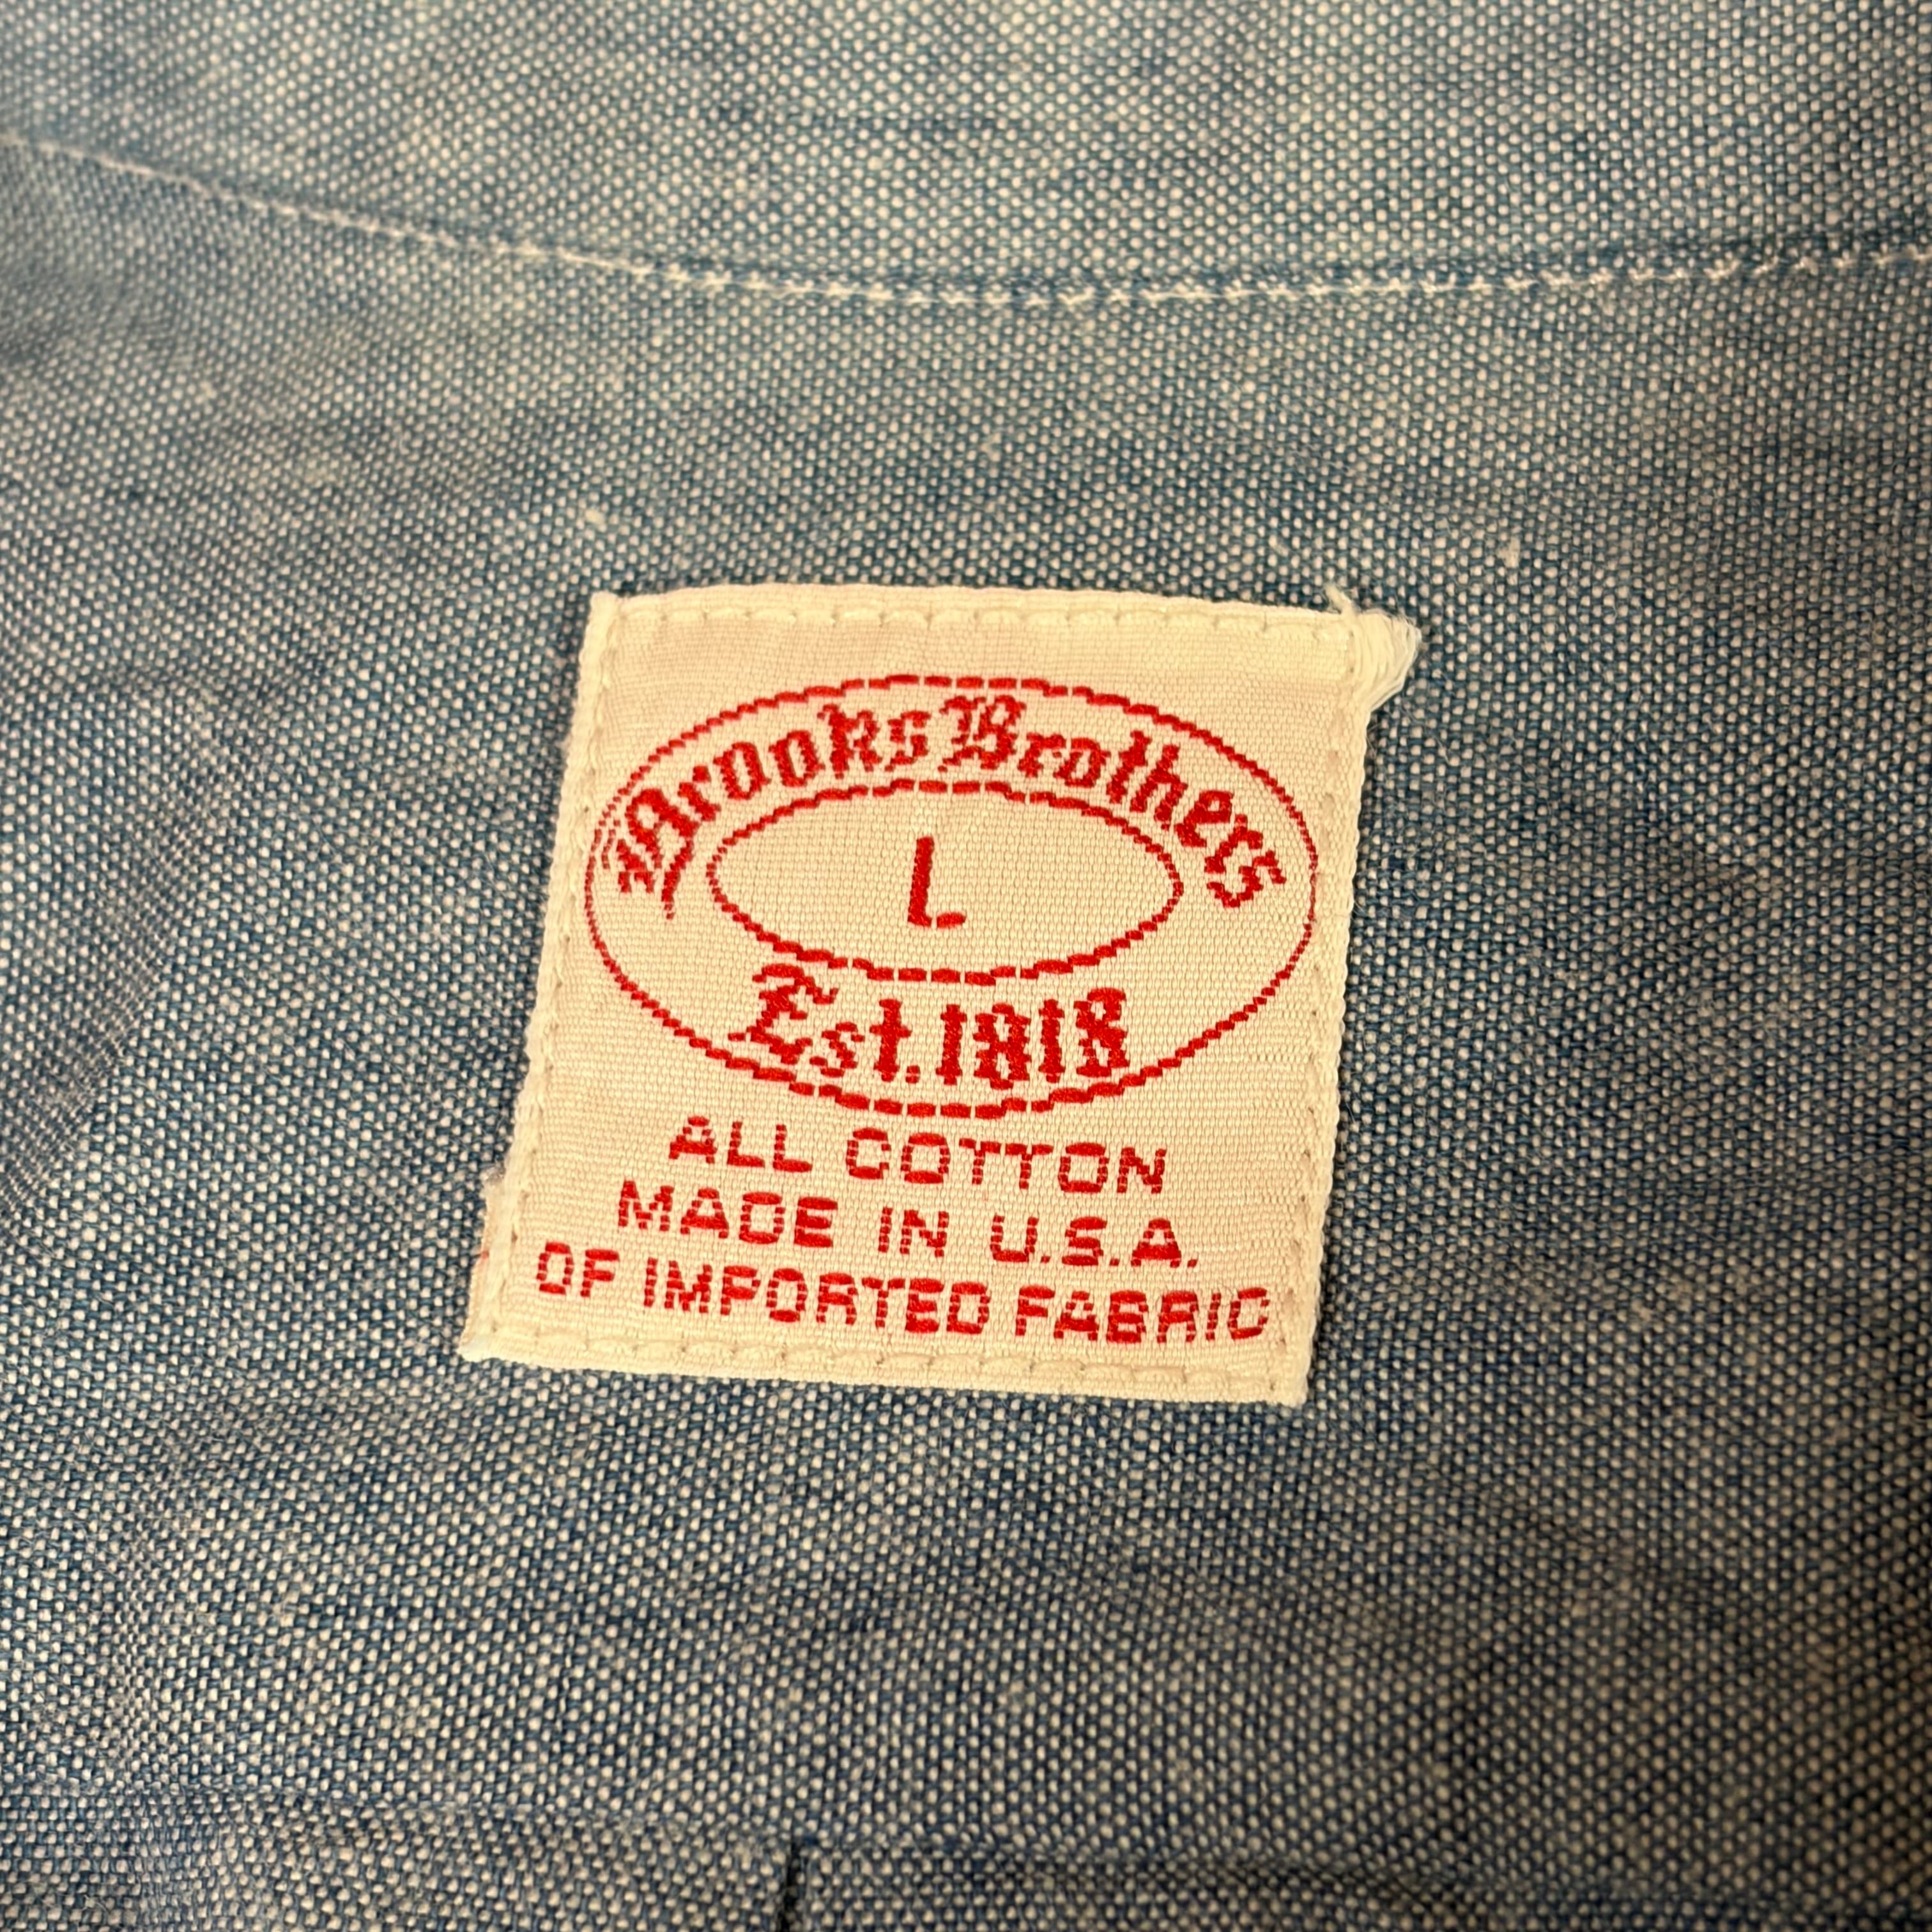 Brooks Brothers
L
Est. 1818
ALL COTTON
MADE IN U.S.A.
OF IMPORTED FABRIC